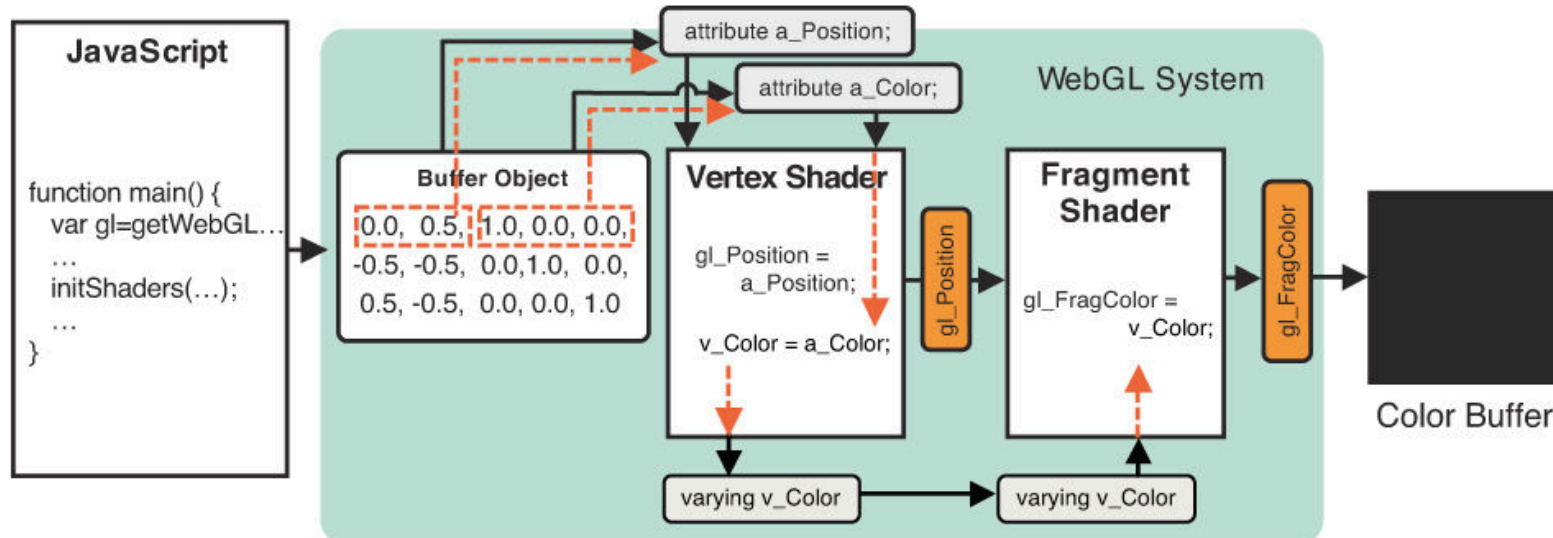 JavaScript
function main() {
var gl=getWebGL…
…
initShaders(…);
…
}
WebGL System
attribute a_Position;
attribute a_Color;
Buffer Object
0.0, 0.5, 1.0, 0.0, 0.0,
-0.5, -0.5, 0.0,1.0, 0.0,
0.5, -0.5, 0.0, 0.0, 1.0
Vertex Shader
gl_Position =
a_Position;
v_Color = a_Color;
gl_Position
Fragment
Shader
gl_FragColor =
v_Color;
gl_FragColor
Color Buffer
varying v_Color
varying v_Color